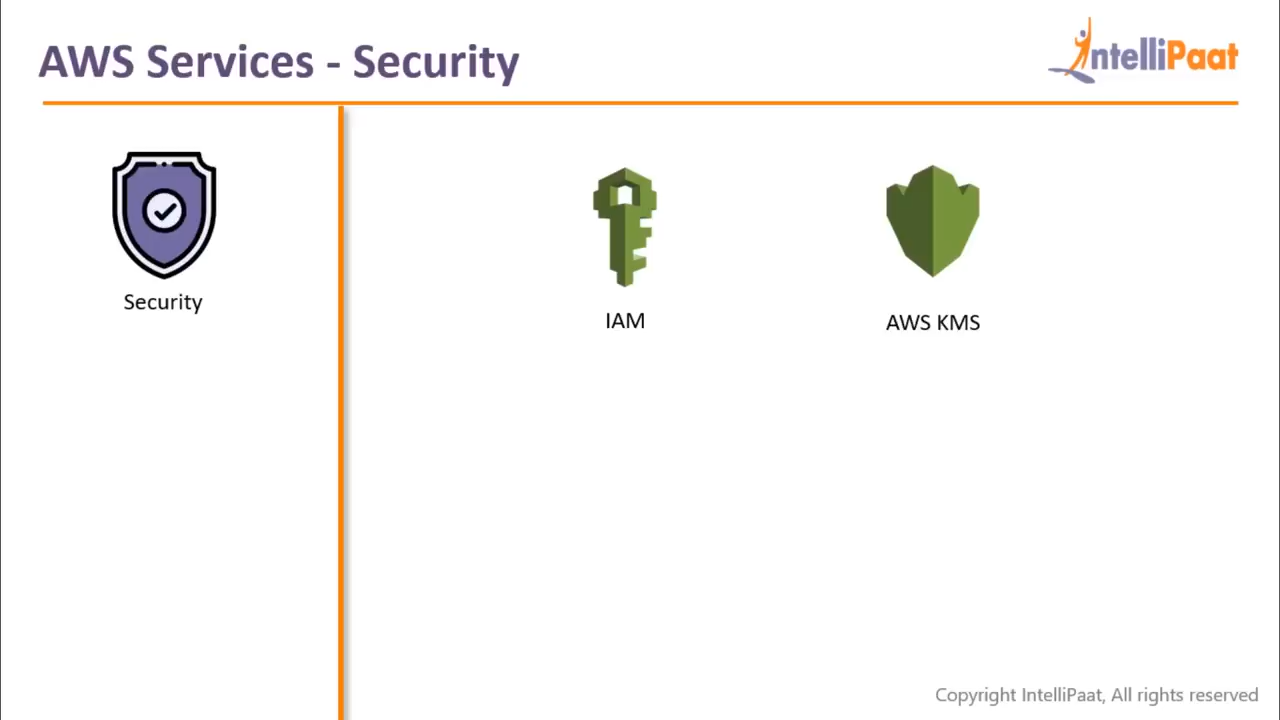 AWS Services - Security
IntelliPaat
Security
IAM
AWS KMS
Copyright IntelliPaat, All rights reserved